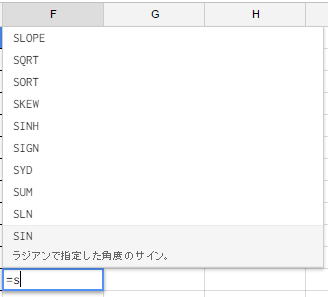 F G H
SLOPE
SQRT
SORT
SKEW
SINH
SIGN
SYD
SUM
SLN
SIN
ラジアンで指定した角度のサイン。
=s